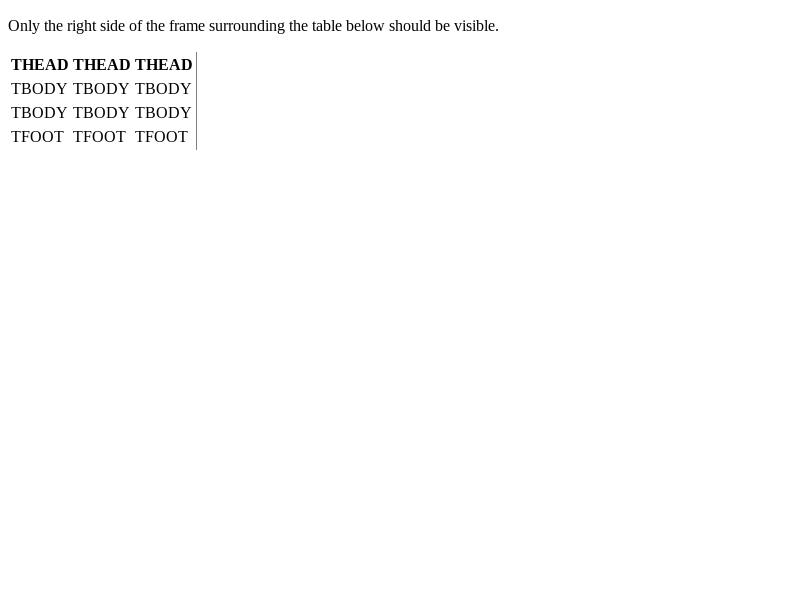 Only the right side of the frame surrounding the table below should be visible.
THEAD THEAD THEAD
TBODY TBODY TBODY
TBODY TBODY TBODY
TFOOT TFOOT TFOOT